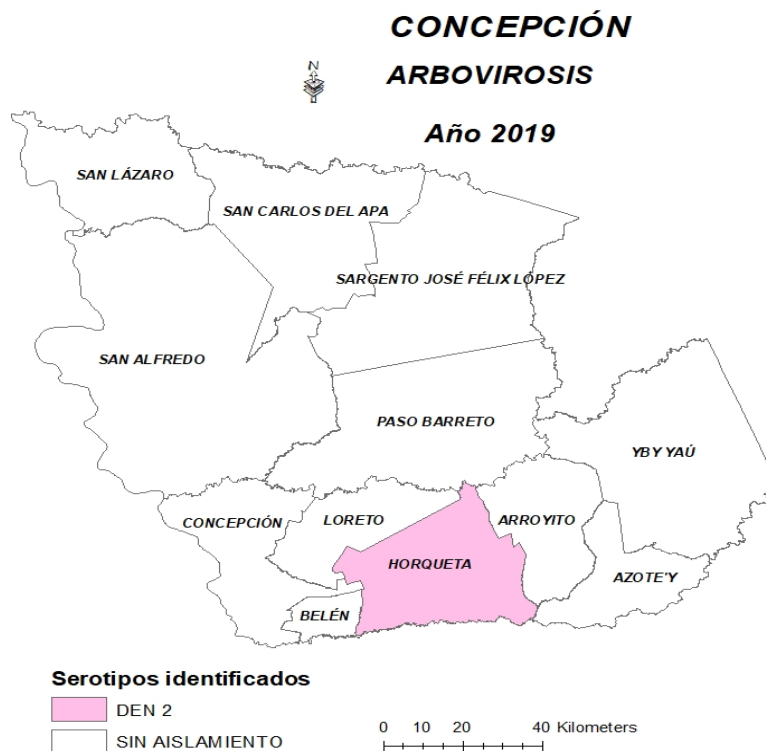 CONCEPCIÓN
ARBOVIROSIS
Año 2019
N
SAN LÁZARO
SAN CARLOS DEL APA
SARGENTO JOSÉ FÉLIX LÓPEZ
SAN ALFREDO
PASO BARRETO
YBY YAÚ
CONCEPCIÓN
LORETO
ARROYITO
HORQUETA
AZOTE'Y
BELÉN
Serotipos identificados
DEN 2
SIN AISLAMIENTO
0 10 20 40 Kilometers